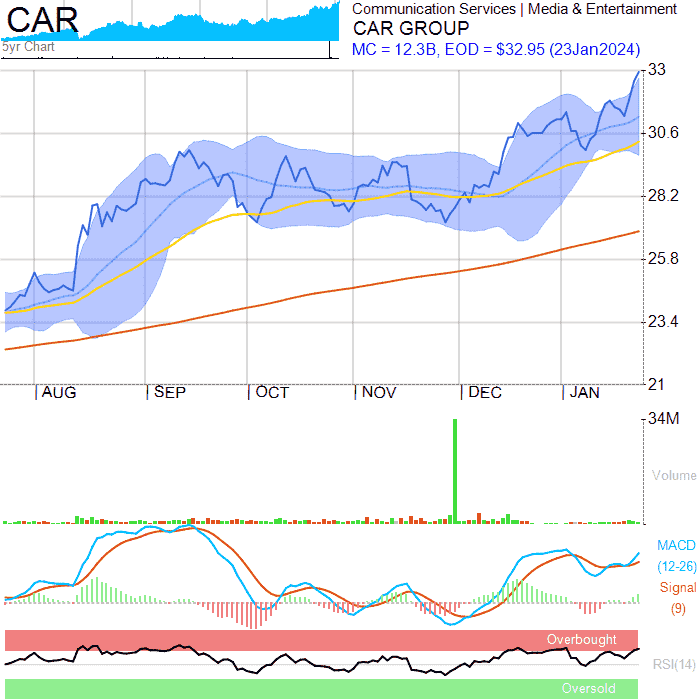 CAR
5yr Chart
Communication Services | Media & Entertainment
CAR GROUP
MC = 12.3B, EOD = $32.95 (23Jan2024)
33
30.6
28.2
25.8
23.4
21
| AUG | SEP | OCT | NOV | DEC | JAN
34M
Volume
MACD
(12-26)
Signal
(9)
Overbought
RSI(14)
Oversold